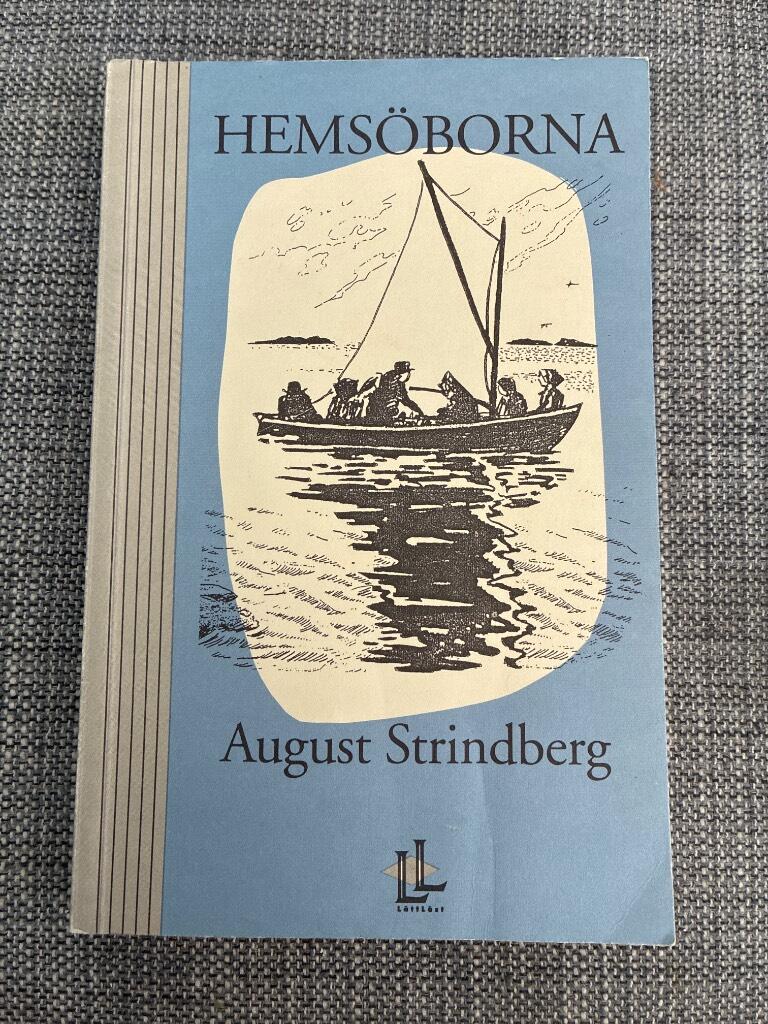 HEMSÖBORNA
August Strindberg
LL
LättLäst